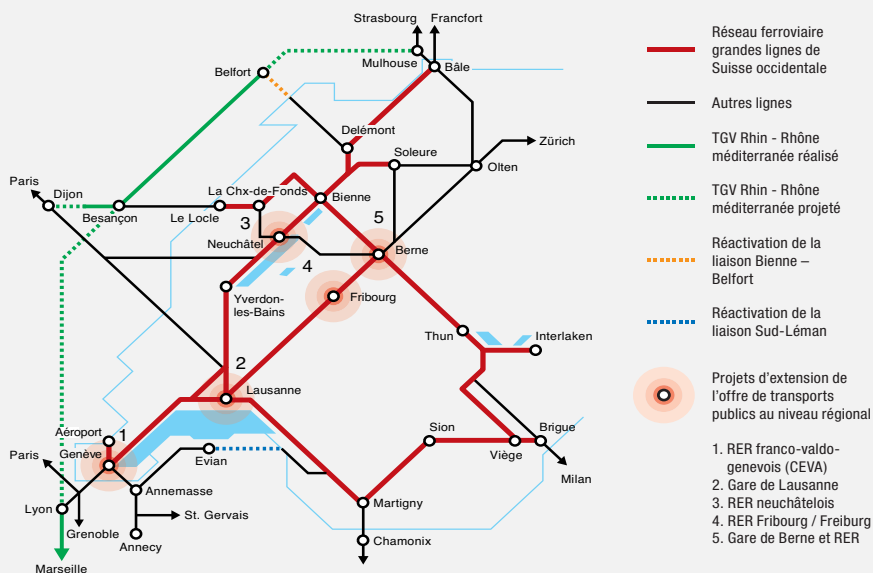 Strasbourg
Francfort
Mulhouse
Bâle
Belfort
Delémont
Soleure
Zürich
Olten
Paris
Dijon
La Chx-de-Fonds
Bienne
Besançon
Le Locle
3
5
Neuchâtel
Berne
4
Yverdon-
les-Bains
Fribourg
Thun
Interlaken
2
Lausanne
Aéroport
1
Genève
Sion
Viège
Brigue
Paris
Evian
Milan
Annemasse
Lyon
St. Gervais
Martigny
Grenoble
Annecy
Chamonix
Marseille
Réseau ferroviaire
grandes lignes de
Suisse occidentale
Autres lignes
TGV Rhin - Rhône
méditerranée réalisé
TGV Rhin - Rhône
méditerranée projeté
Réactivation de la
liaison Bienne –
Belfort
Réactivation de la
liaison Sud-Léman
Projets d'extension de
l'offre de transports
publics au niveau régional
1. RER franco-valdo-
genevois (CEVA)
2. Gare de Lausanne
3. RER neuchâtelois
4. RER Fribourg / Freiburg
5. Gare de Berne et RER